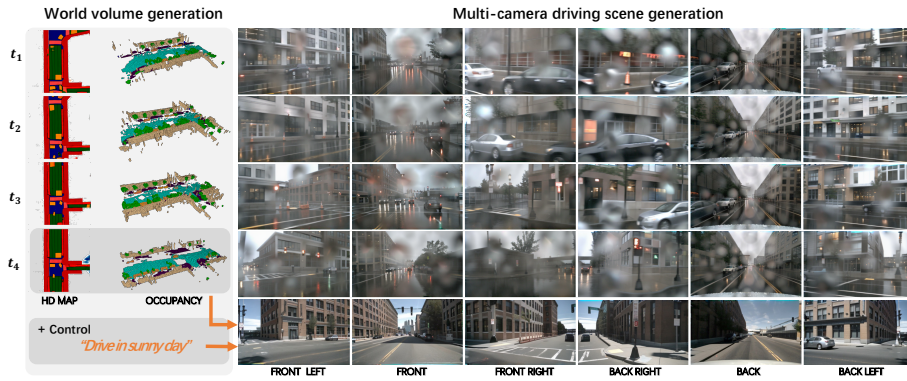 World volume generation
Multi-camera driving scene generation
t1
t2
t3
t4
HD MAP
OCCUPANCY
+ Control
"Drive in sunny day"
FRONT LEFT
FRONT
FRONT RIGHT
BACK RIGHT
BACK
BACK LEFT